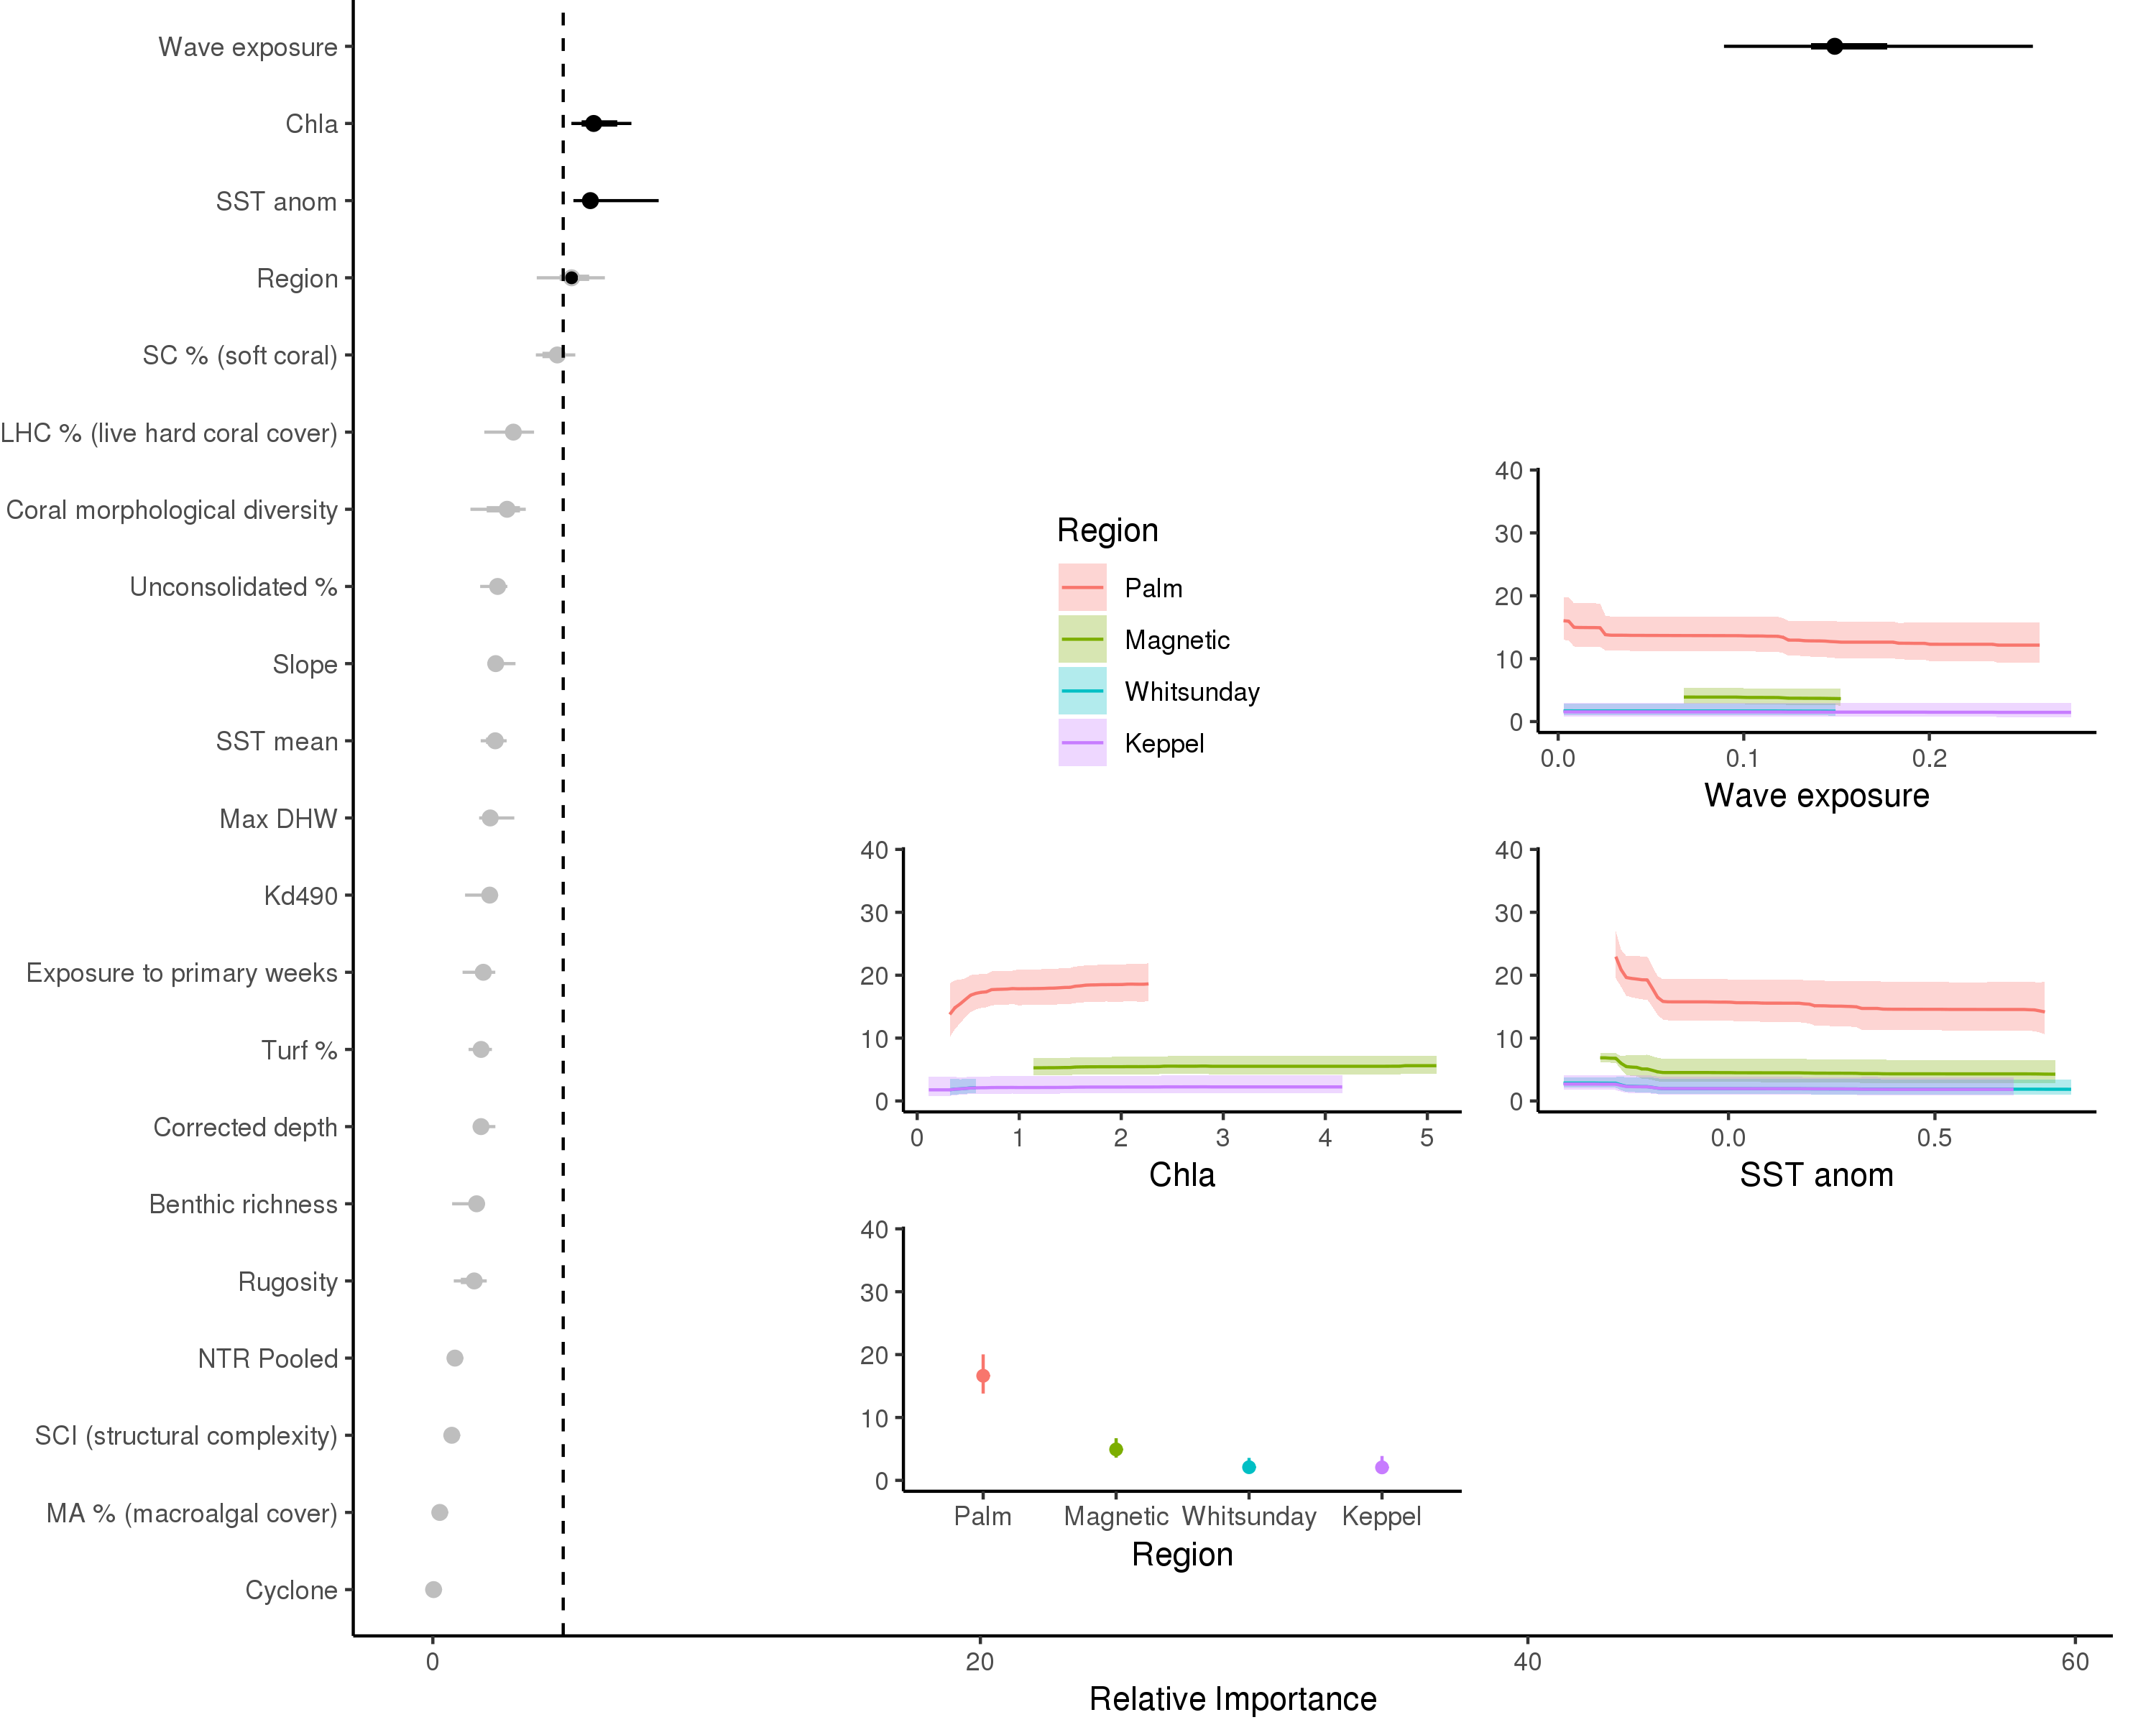 Wave exposure
Chla
SST anom
Region
SC % (soft coral)
LHC % (live hard coral cover)
Coral morphological diversity
Unconsolidated %
Slope
SST mean
Max DHW
Kd490
Exposure to primary weeks
Turf %
Corrected depth
Benthic richness
Rugosity
NTR Pooled
SCI (structural complexity)
MA % (macroalgal cover)
Cyclone
0 20 40 60
Relative Importance
Region
Palm
Magnetic
Whitsunday
Keppel
40
30
20
10
0
0.0 0.1 0.2
Wave exposure
40
30
20
10
0
0 1 2 3 4 5
Chla
40
30
20
10
0
0.0 0.5
SST anom
40
30
20
10
0
Palm Magnetic Whitsunday Keppel
Region